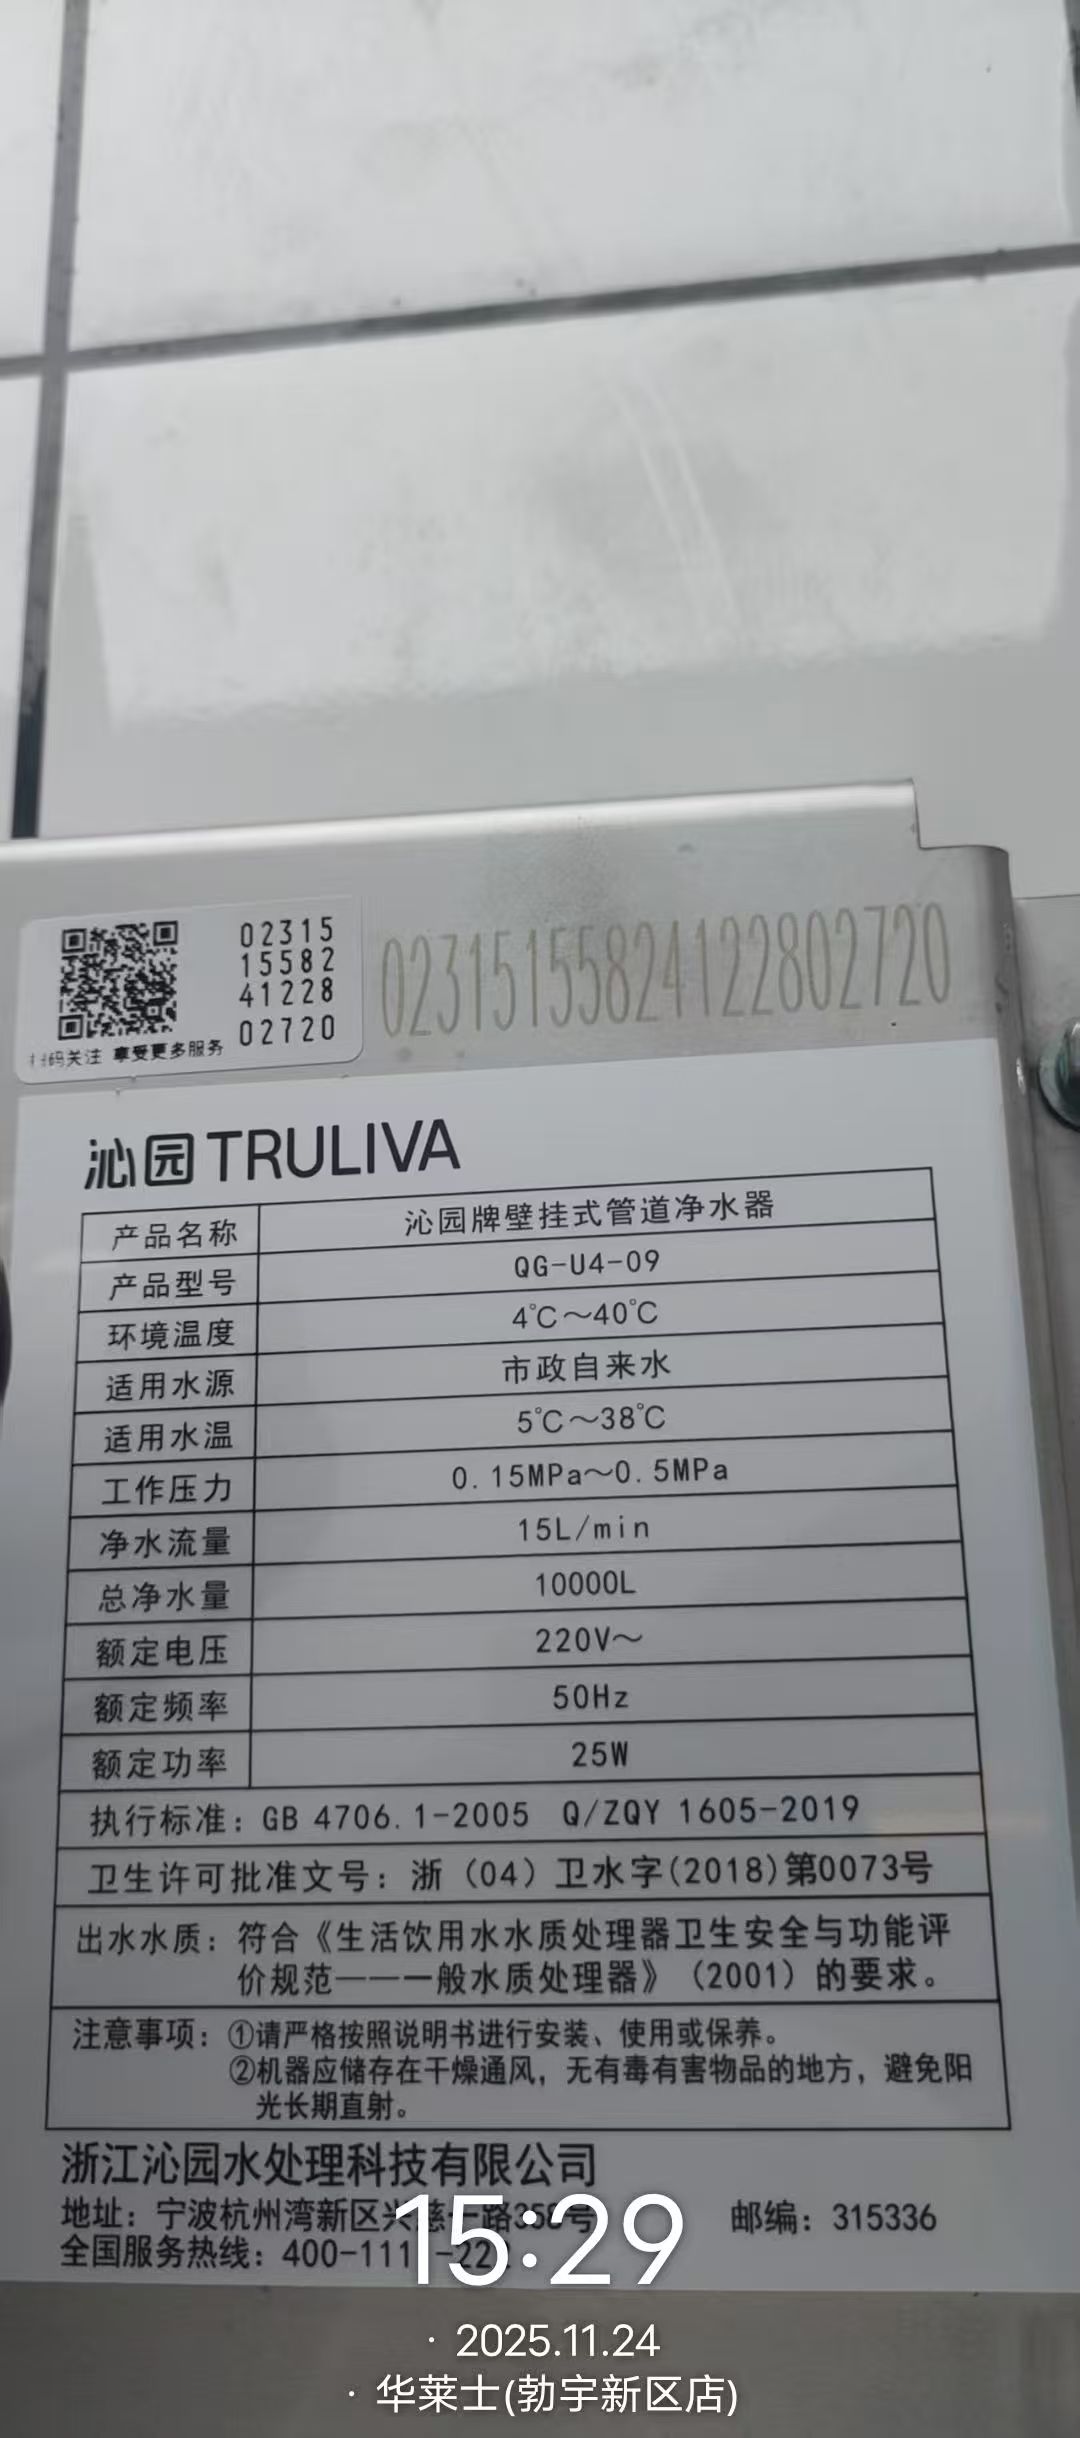 02315
15582
41228
02720
扫码关注 享受更多服务
02315155824122802720
沁园 TRULIVA
产品名称 沁园牌壁挂式管道净水器
产品型号 QG-U4-09
环境温度 4℃～40℃
适用水源 市政自来水
适用水温 5℃～38℃
工作压力 0.15MPa～0.5MPa
净水流量 15L/min
总净水量 10000L
额定电压 220V～
额定频率 50Hz
额定功率 25W
执行标准：GB 4706.1-2005 Q/ZQY 1605-2019
卫生许可批准文号：浙（04）卫水字(2018)第0073号
出水水质：符合《生活饮用水水质处理器卫生安全与功能评
价规范——一般水质处理器》（2001）的要求。
注意事项：①请严格按照说明书进行安装、使用或保养。
②机器应储存在干燥通风，无有毒有害物品的地方，避免阳
光长期直射。
浙江沁园水处理科技有限公司
地址：宁波杭州湾新区兴慈一路358号 邮编：315336
全国服务热线：400-111
15:29
· 2025.11.24
· 华莱士(勃宇新区店)